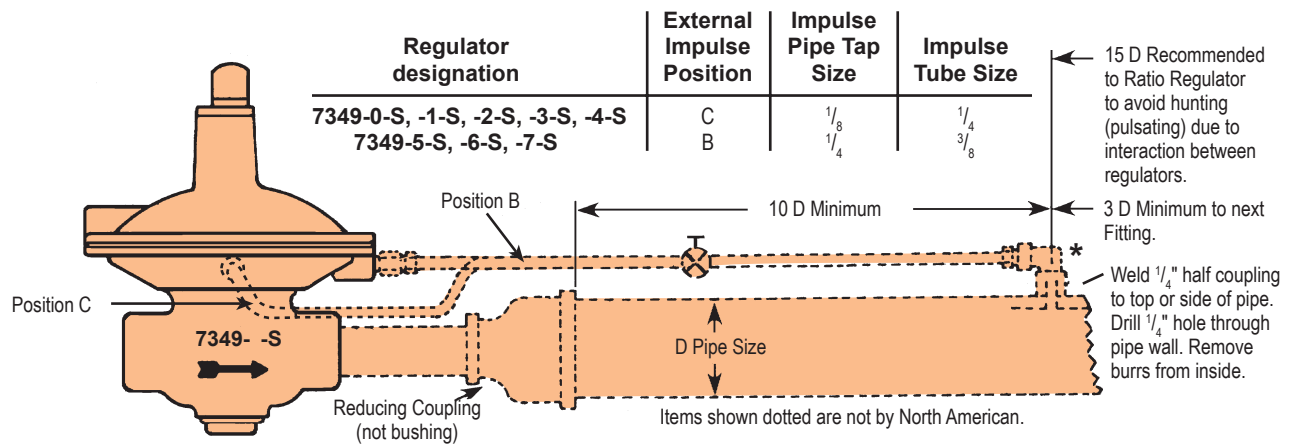 Regulator designation | External Impulse Position | Impulse Pipe Tap Size | Impulse Tube Size
7349-0-S, -1-S, -2-S, -3-S, -4-S | C | 1/8 | 1/4
7349-5-S, -6-S, -7-S | B | 1/4 | 3/8
15 D Recommended
to Ratio Regulator
to avoid hunting
(pulsating) due to
interaction between
regulators.
Position B
10 D Minimum
3 D Minimum to next
Fitting.
*
Weld 1/4" half coupling
to top or side of pipe.
Drill 1/4" hole through
pipe wall. Remove
burrs from inside.
Position C
7349- -S
D Pipe Size
Reducing Coupling
(not bushing)
Items shown dotted are not by North American.